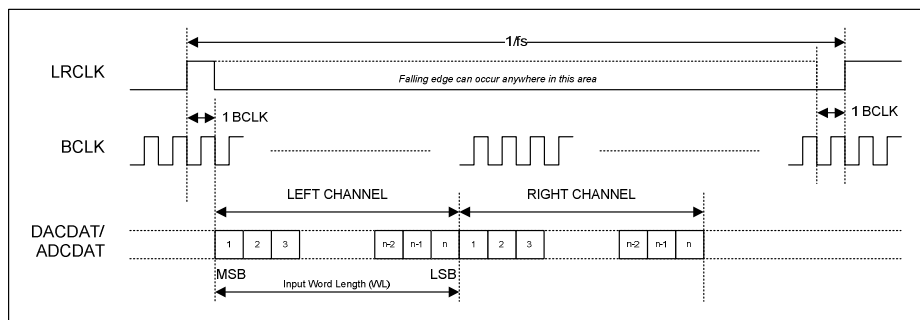 1/fs
LRCLK
Falling edge can occur anywhere in this area
1 BCLK
1 BCLK
BCLK
LEFT CHANNEL
RIGHT CHANNEL
DACDAT/
ADCDAT
1 2 3 n-2 n-1 n 1 2 3 n-2 n-1 n
MSB LSB
Input Word Length (WL)